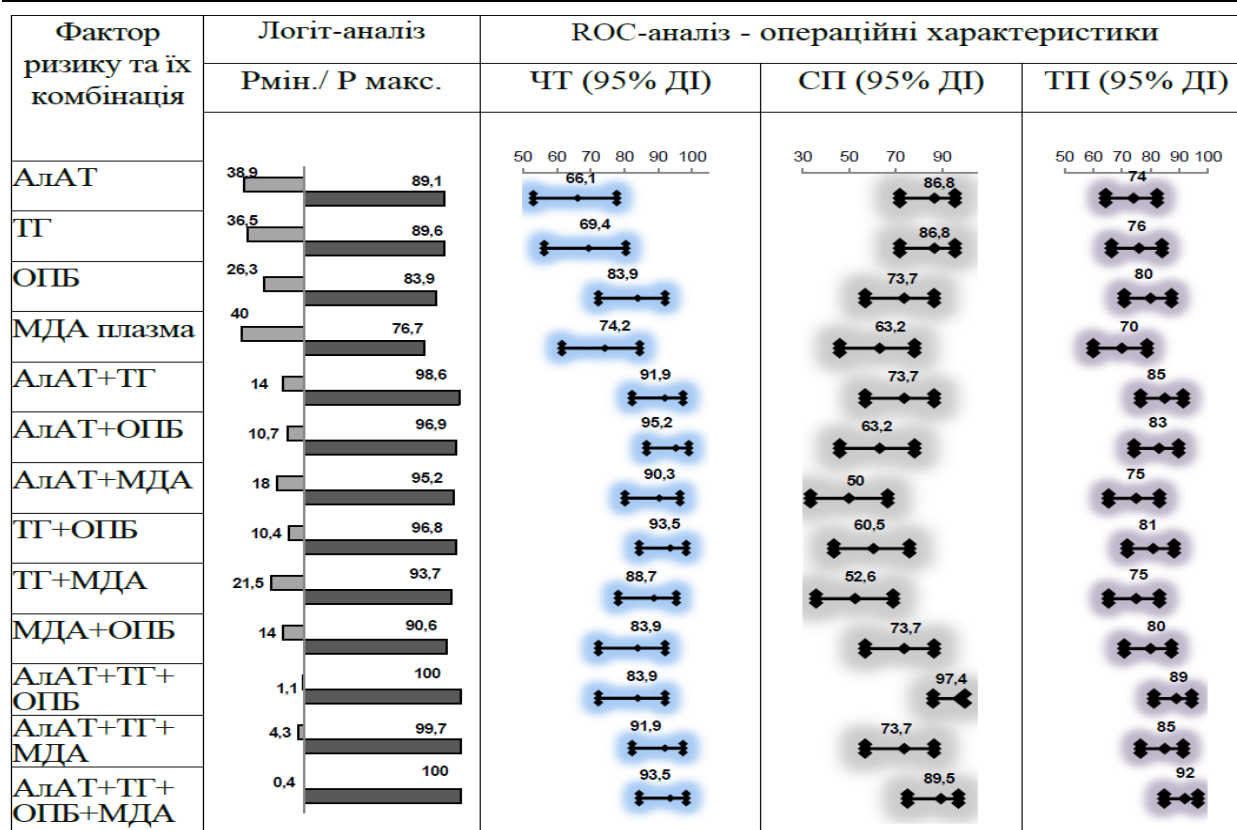 Фактор ризику та їх комбінація
Логіт-аналіз
ROC-аналіз - операційні характеристики
Рмін./ Р макс.
ЧТ (95% ДІ)
СП (95% ДІ)
ТП (95% ДІ)
50 60 70 80 90 100
30 50 70 90
50 60 70 80 90 100
АлАТ
38,9 89,1 66,1 86,8 74
ТГ
36,5 89,6 69,4 86,8 76
ОПБ
26,3 83,9 83,9 73,7 80
МДА плазма
40 76,7 74,2 63,2 70
АлАТ+ТГ
14 98,6 91,9 73,7 85
АлАТ+ОПБ
10,7 96,9 95,2 63,2 83
АлАТ+МДА
18 95,2 90,3 50 75
ТГ+ОПБ
10,4 96,8 93,5 60,5 81
ТГ+МДА
21,5 93,7 88,7 52,6 75
МДА+ОПБ
14 90,6 83,9 73,7 80
АлАТ+ТГ+
ОПБ
1,1 100 83,9 97,4 89
АлАТ+ТГ+
МДА
4,3 99,7 91,9 73,7 85
АлАТ+ТГ+
ОПБ+МДА
0,4 100 93,5 89,5 92